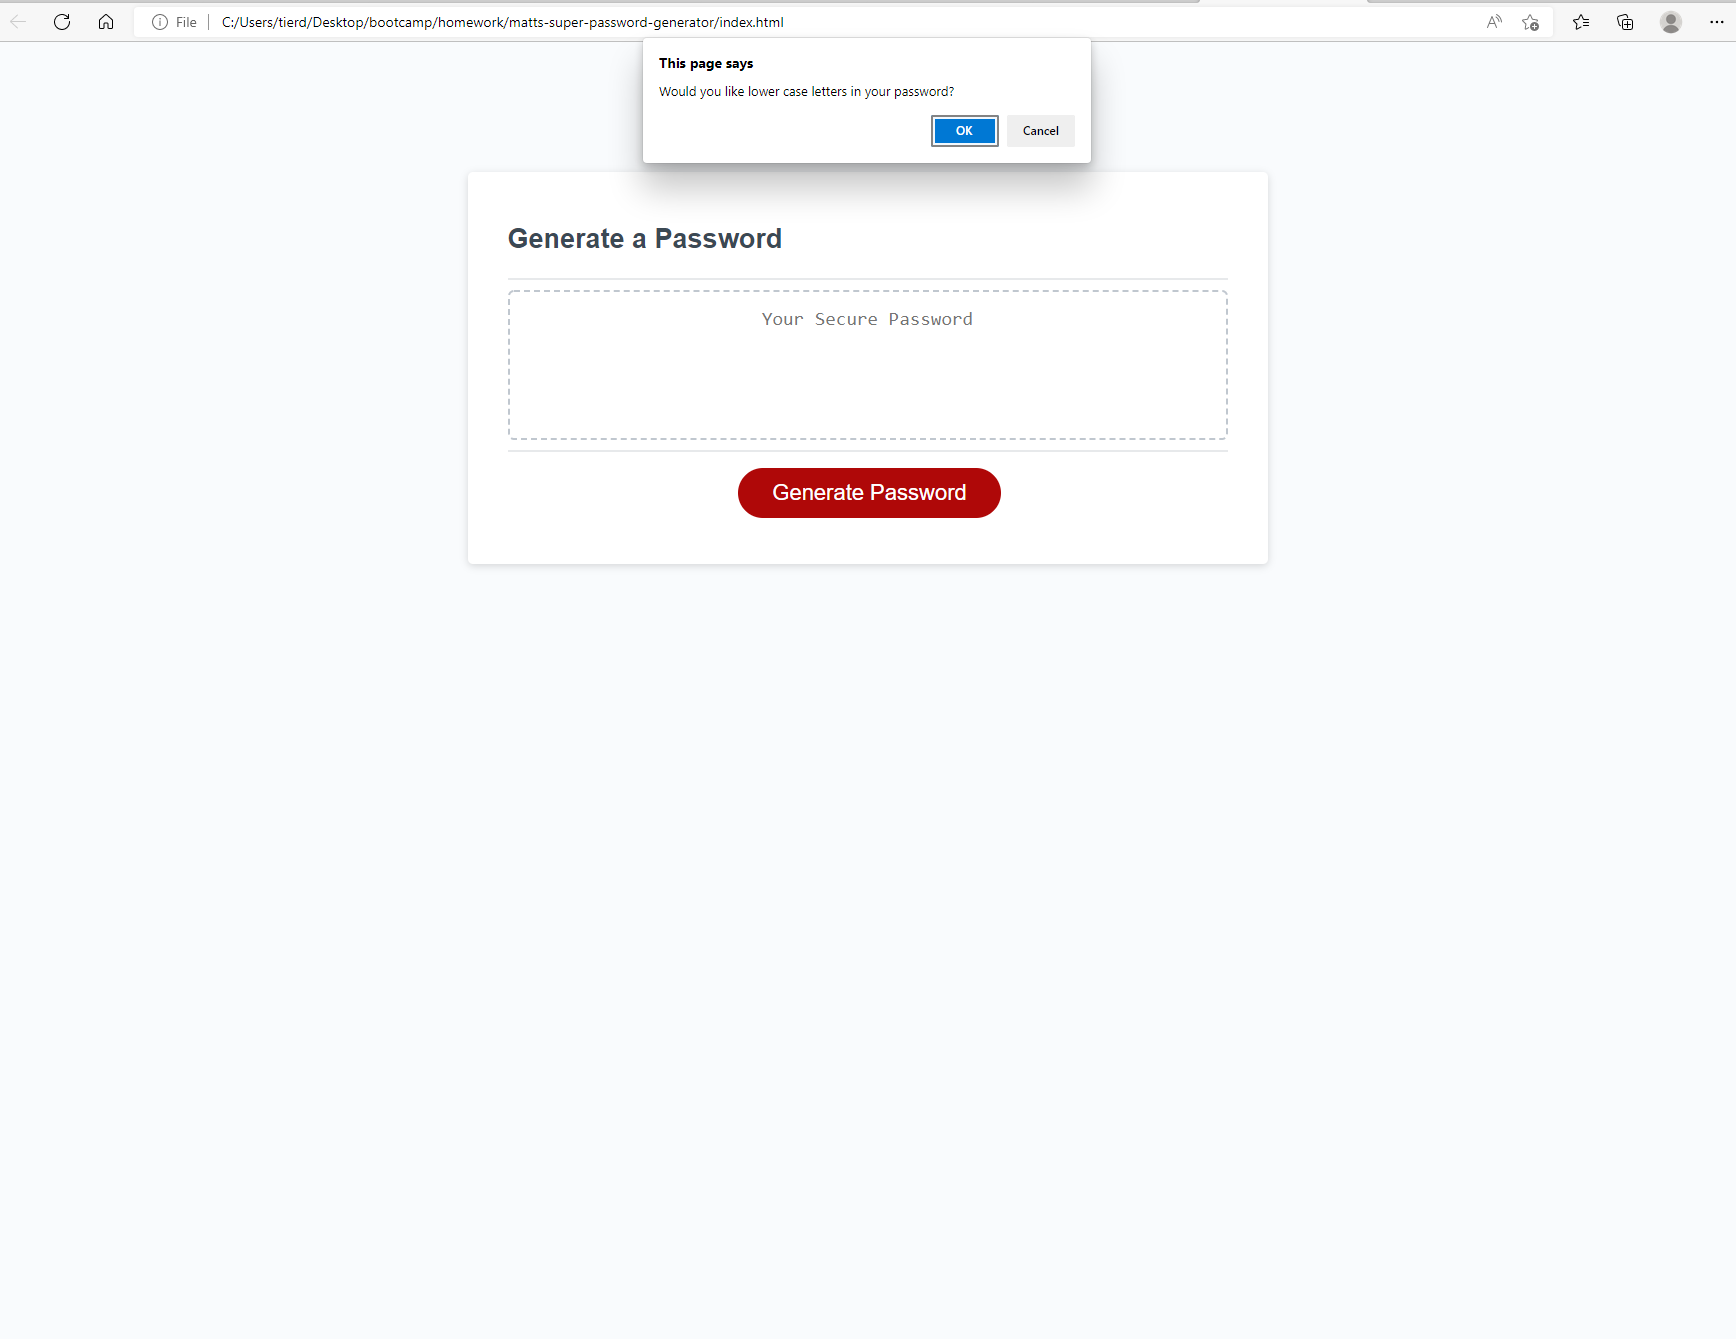 File C:/Users/tierd/Desktop/bootcamp/homework/matts-super-password-generator/index.html
This page says
Would you like lower case letters in your password?
OK Cancel
Generate a Password
Your Secure Password
Generate Password